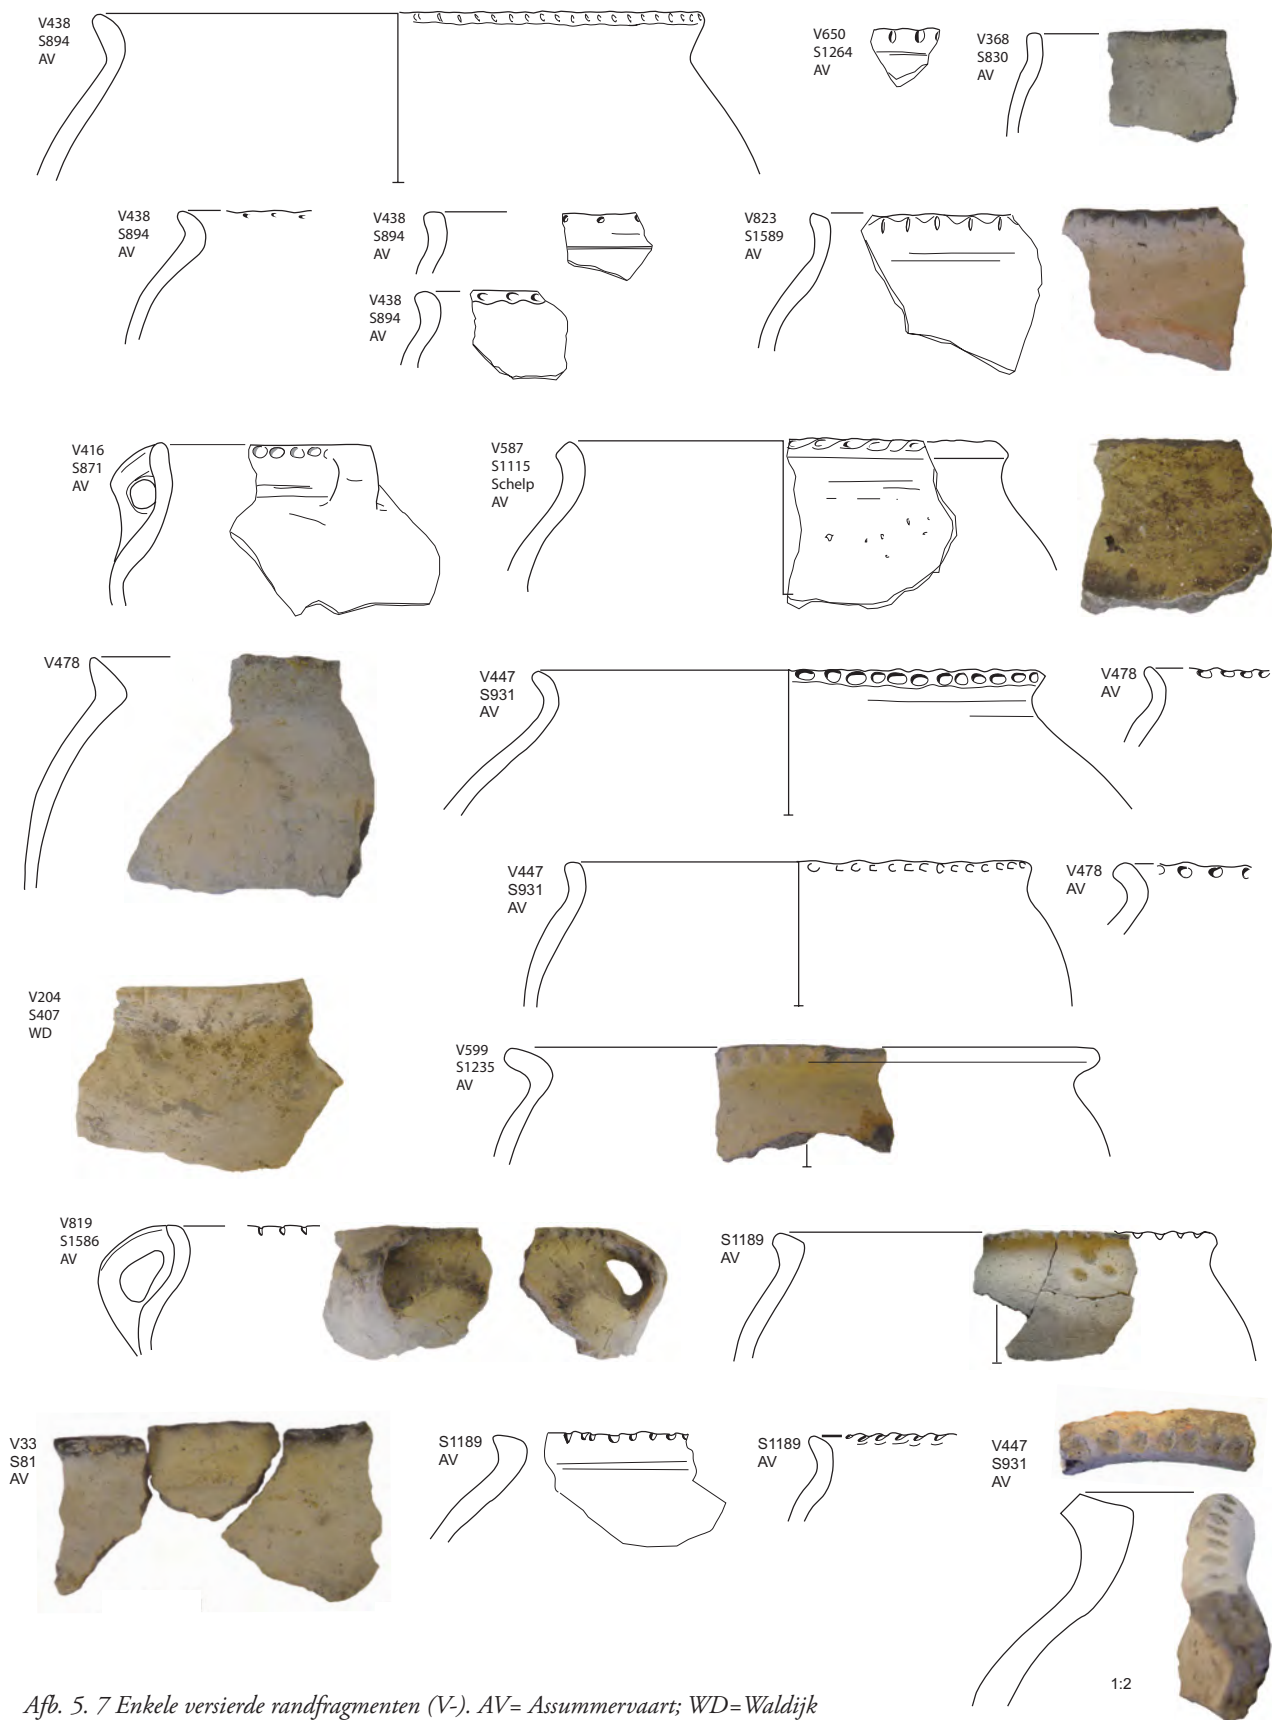 V438
S894
AV
V650
S1264
AV
V368
S830
AV
V438
S894
AV
V438
S894
AV
V438
S894
AV
V823
S1589
AV
V416
S871
AV
V587
S1115
Schelp
AV
V478
V447
S931
AV
V478
AV
V447
S931
AV
V478
AV
V204
S407
WD
V599
S1235
AV
V819
S1586
AV
S1189
AV
V33
S81
AV
S1189
AV
S1189
AV
V447
S931
AV
1:2
Afb. 5. 7 Enkele versierde randfragmenten (V-). AV= Assummervaart; WD=Waldijk